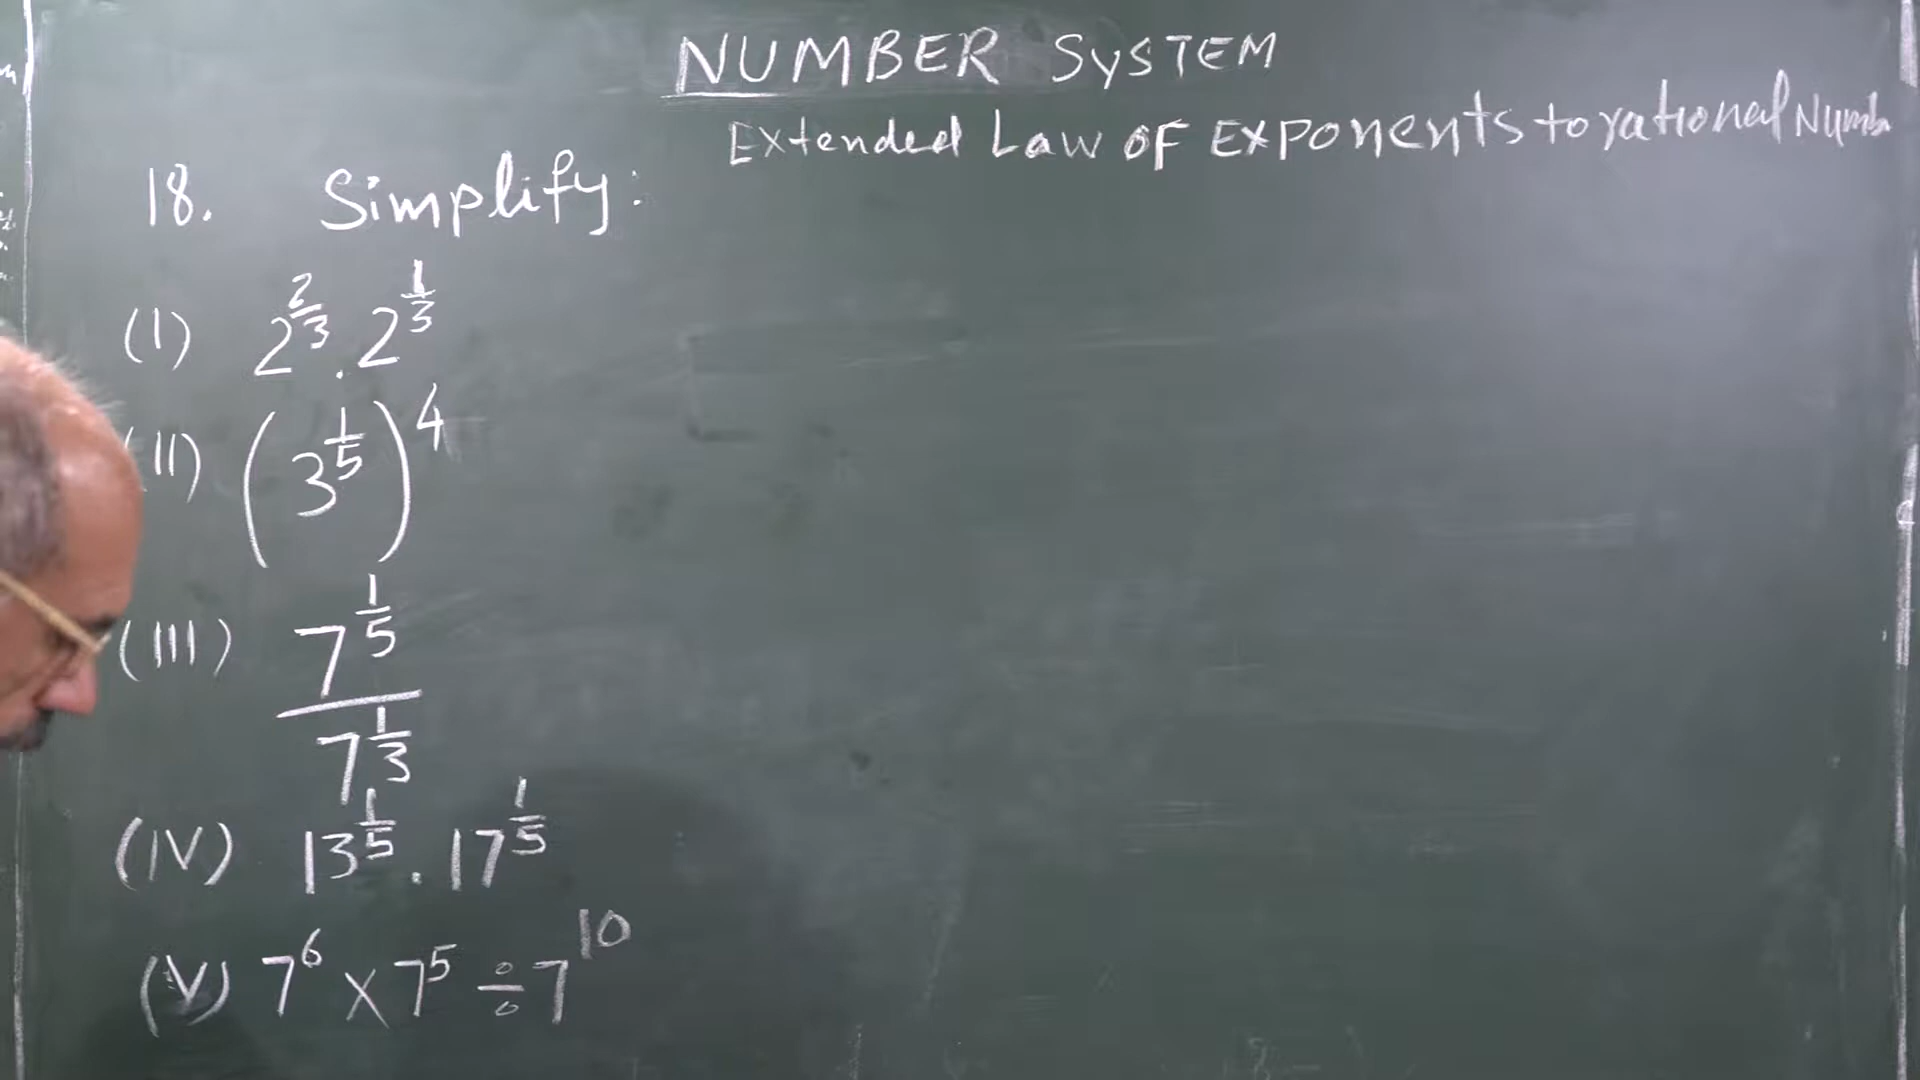 NUMBER SYSTEM
Extended Law OF Exponents to rational Numb
18. Simplify:
(I) 2^{2/3} . 2^{1/3}
(II) (3^{1/5})^4
(III) 7^{1/5} / 7^{1/3}
(IV) 13^{1/5} . 17^{1/5}
(V) 7^6 × 7^5 ÷ 7^{10}